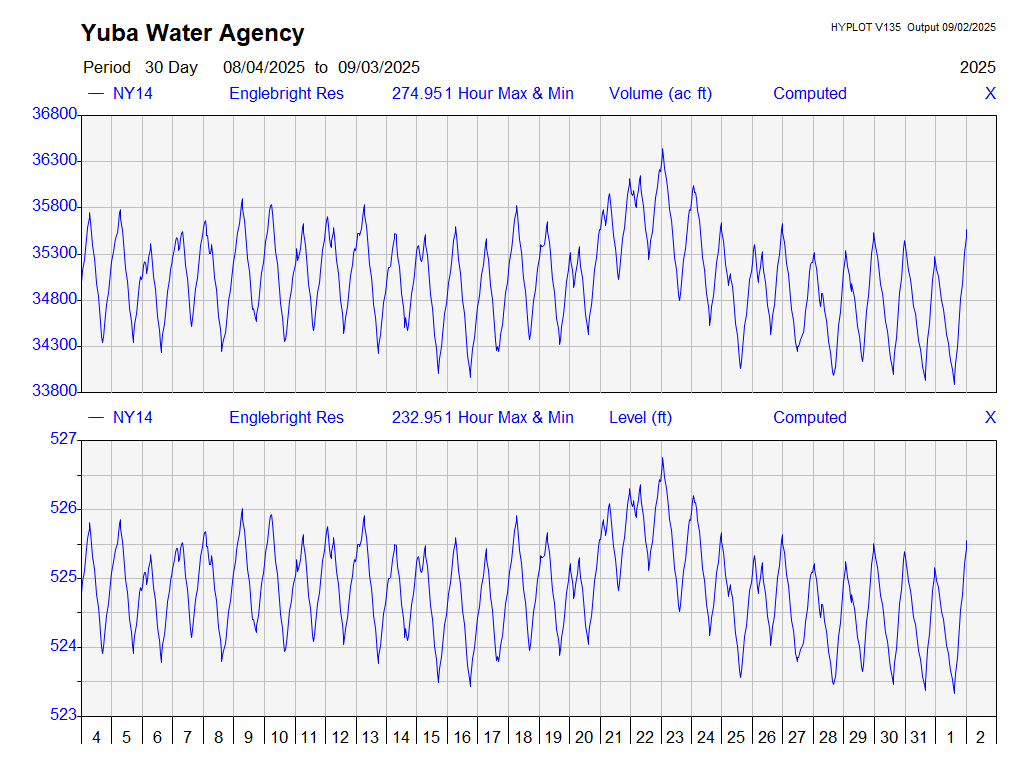 Yuba Water Agency
HYPLOT V135 Output 09/02/2025
Period 30 Day 08/04/2025 to 09/03/2025 2025
NY14 Englebright Res 274.951 Hour Max & Min Volume (ac ft) Computed X
36800
36300
35800
35300
34800
34300
33800
NY14 Englebright Res 232.951 Hour Max & Min Level (ft) Computed X
527
526
525
524
523
4 5 6 7 8 9 10 11 12 13 14 15 16 17 18 19 20 21 22 23 24 25 26 27 28 29 30 31 1 2